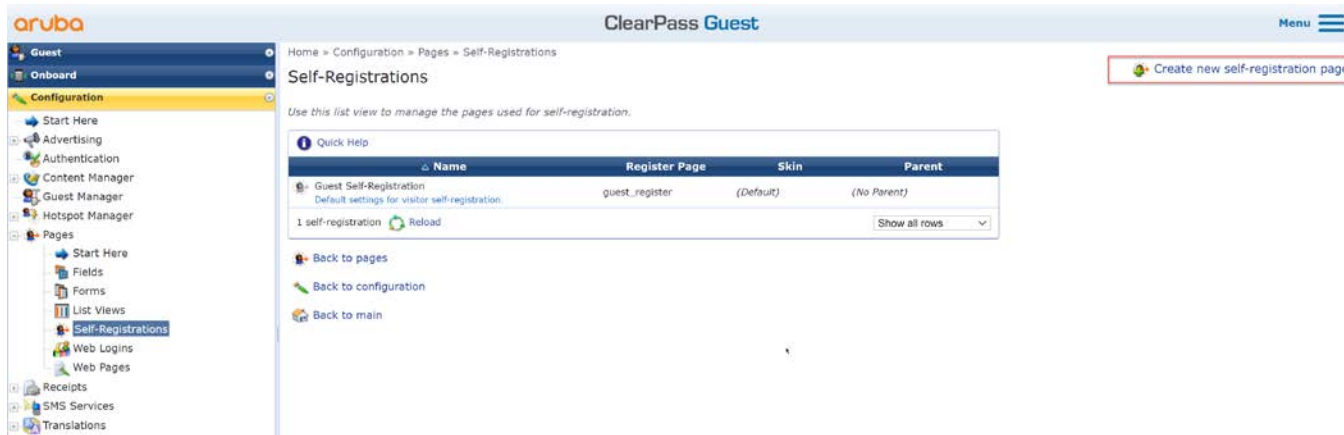 aruba
ClearPass Guest
Menu
Guest
Onboard
Configuration
Start Here
Advertising
Authentication
Content Manager
Guest Manager
Hotspot Manager
Pages
Start Here
Fields
Forms
List Views
Self-Registrations
Web Logins
Web Pages
Receipts
SMS Services
Translations
Home » Configuration » Pages » Self-Registrations
Self-Registrations
Create new self-registration page
Use this list view to manage the pages used for self-registration.
Quick Help
Name Register Page Skin Parent
Guest Self-Registration guest_register (Default) (No Parent)
Default settings for visitor self-registration.
1 self-registration Reload Show all rows
Back to pages
Back to configuration
Back to main